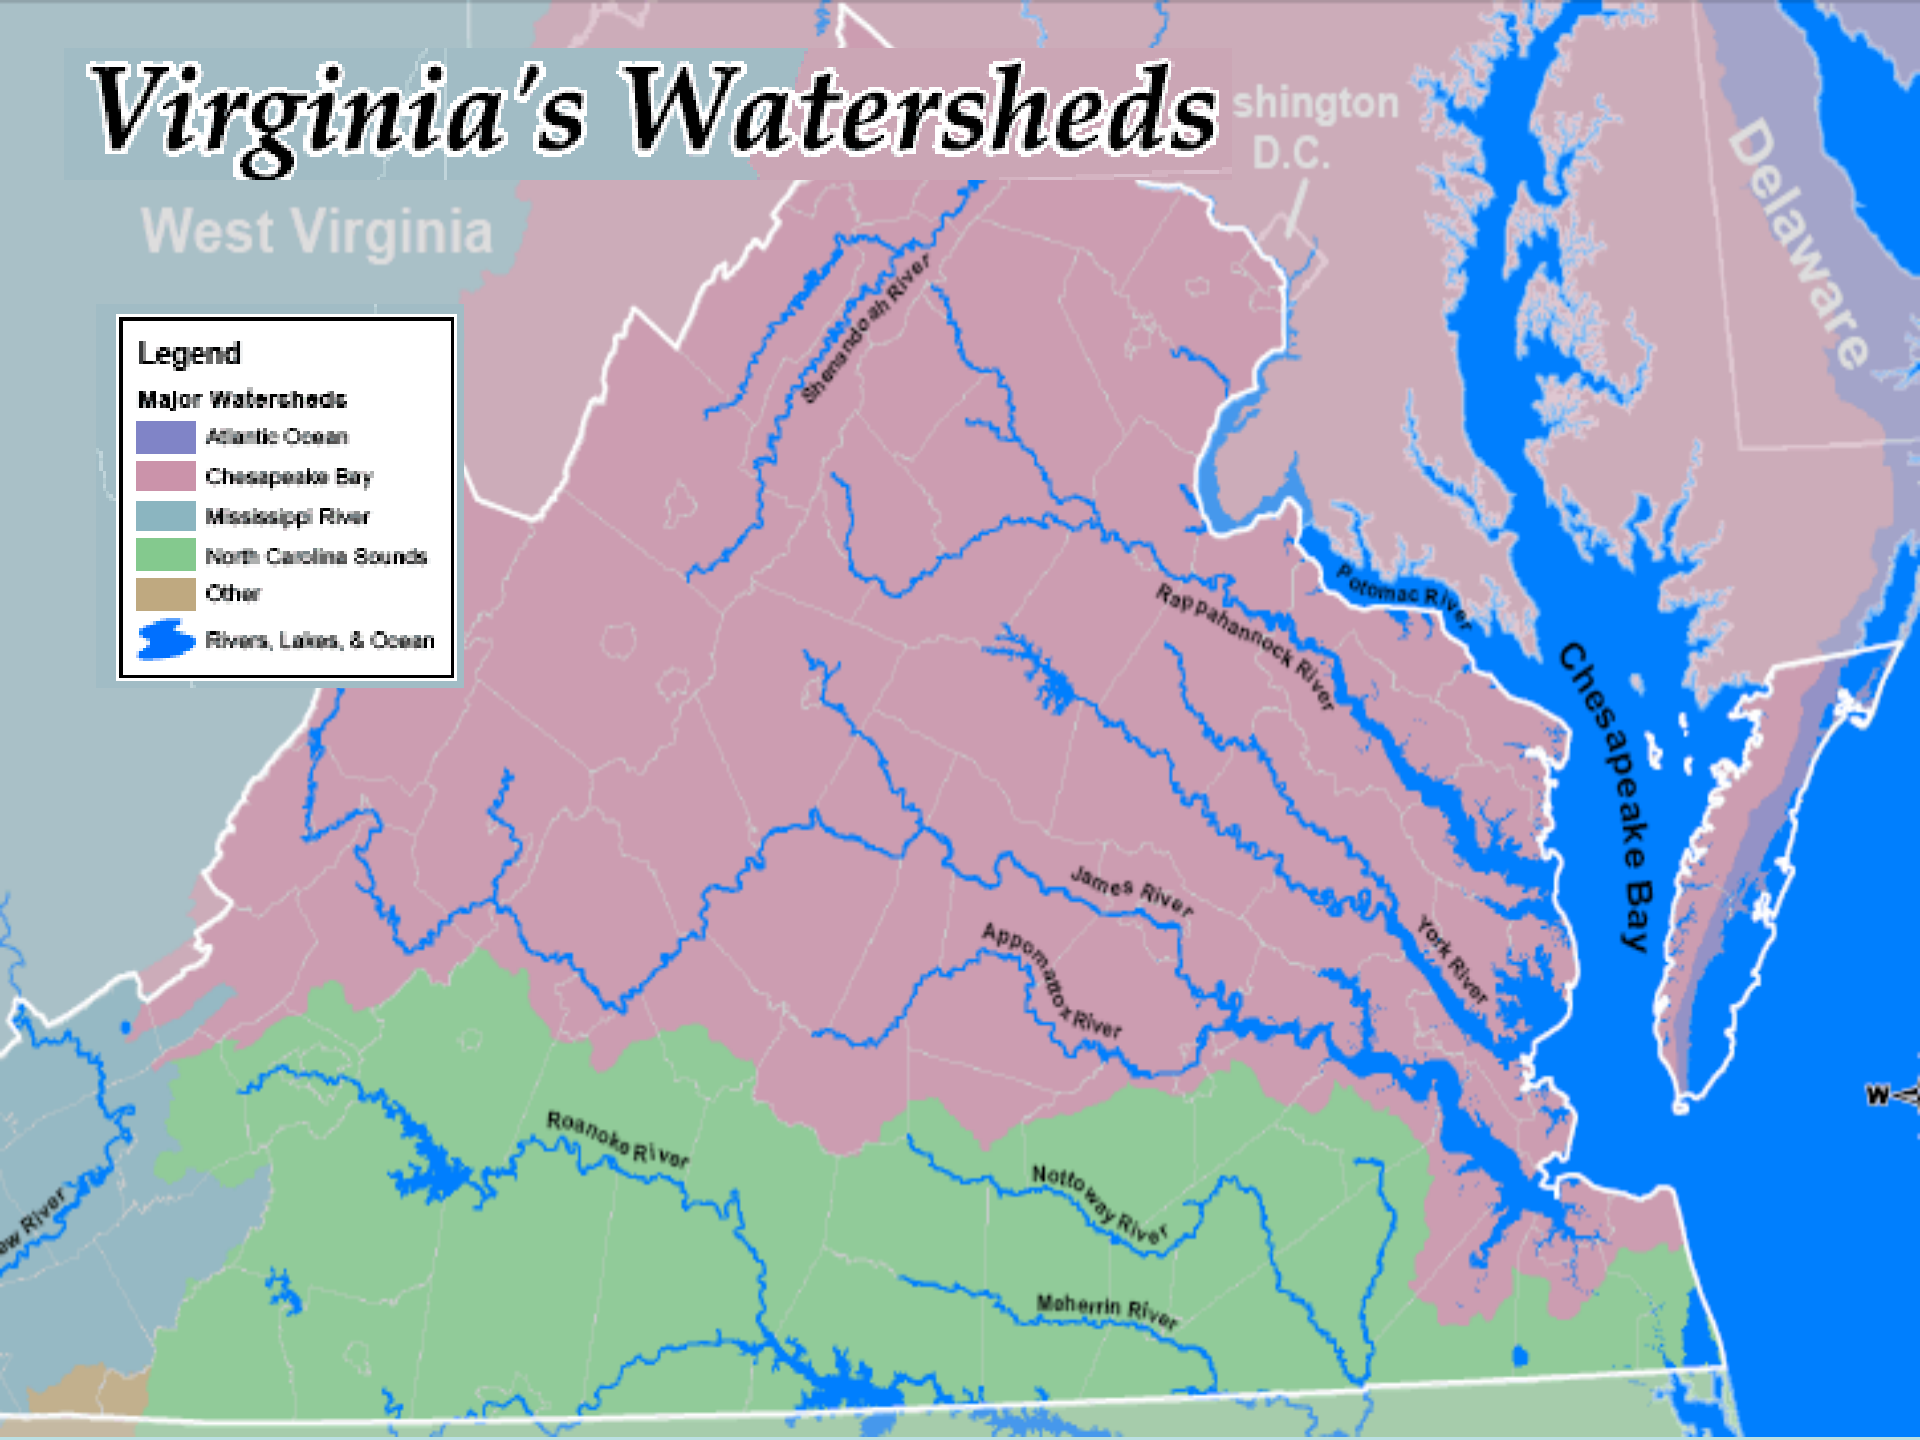 Virginia's Watersheds
shington
D.C.
Delaware
West Virginia
Legend
Major Watersheds
Atlantic Ocean
Chesapeake Bay
Mississippi River
North Carolina Sounds
Other
Rivers, Lakes, & Ocean
Shenandoah River
Potomac River
Rappahannock River
Chesapeake Bay
James River
York River
Appomattox River
W
Roanoke River
Nottoway River
ew River
Meherrin River